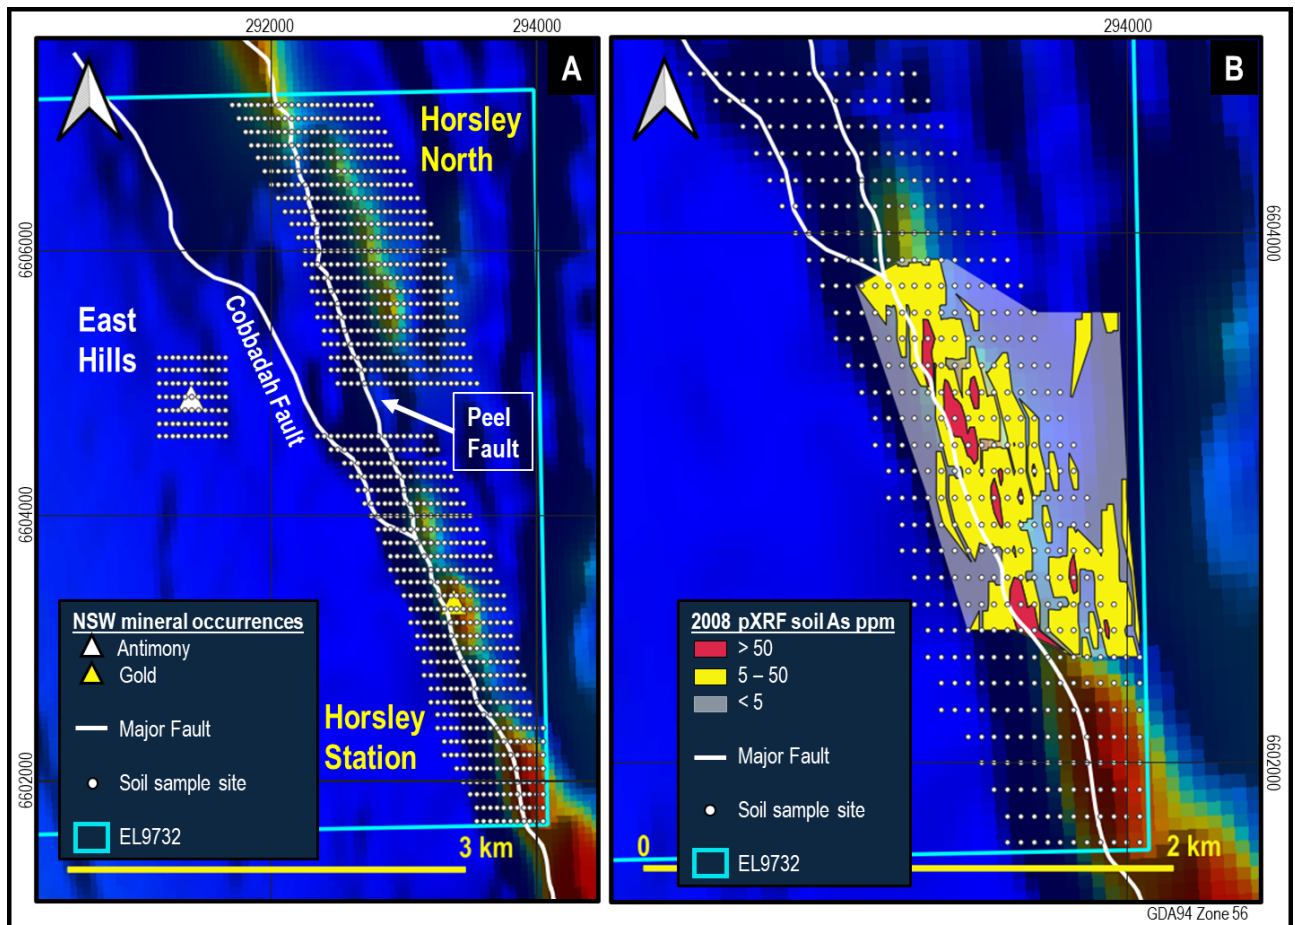 292000
294000
A
Horsley
North
6606000
East
Hills
Cobbadah Fault
Peel
Fault
6604000
NSW mineral occurrences
Antimony
Gold
Major Fault
Soil sample site
EL9732
Horsley
Station
6602000
3 km
294000
B
6604000
2008 pXRF soil As ppm
> 50
5 – 50
< 5
Major Fault
Soil sample site
EL9732
6602000
0
2 km
GDA94 Zone 56